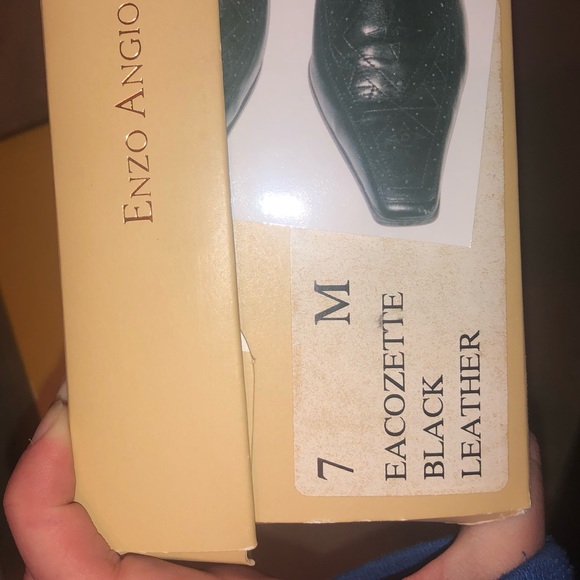 ENZO ANGIO
7 M
EACOZETTE
BLACK
LEATHER